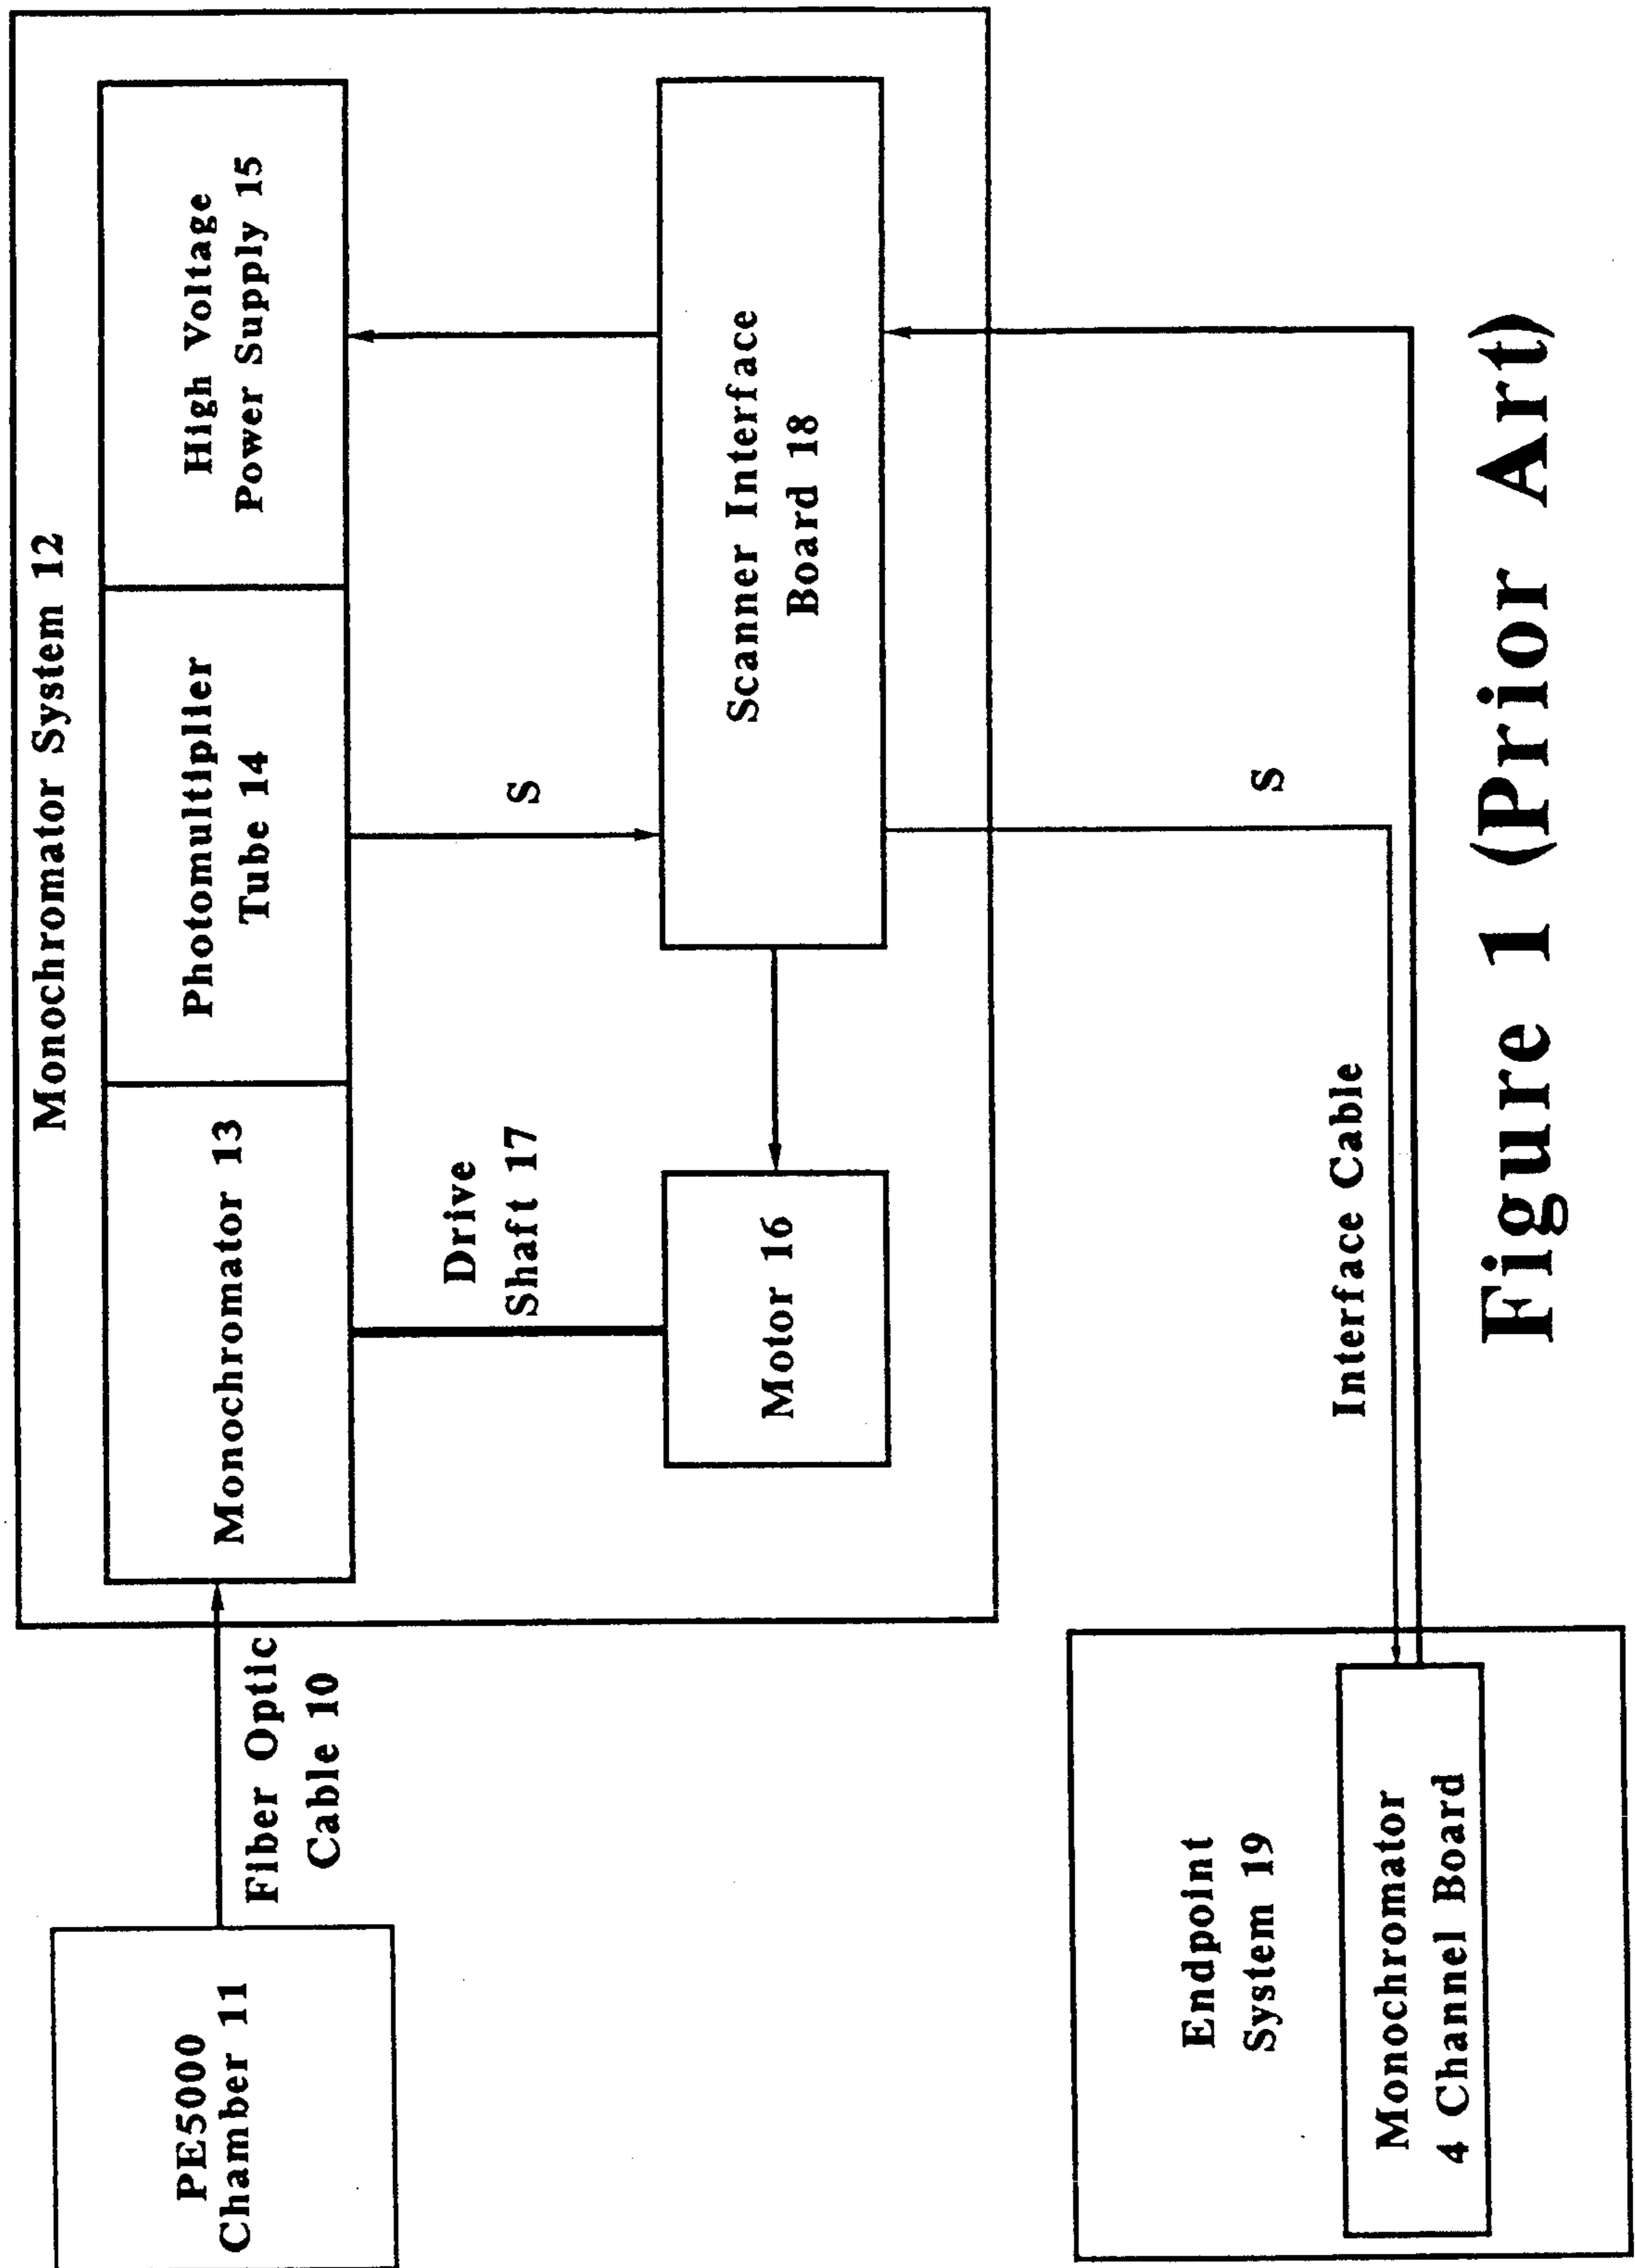 Monochromator System 12
PE5000
Chamber 11
Fiber Optic
Cable 10
Monochromator 13
Photomultiplier
Tube 14
High Voltage
Power Supply 15
Drive
Shaft 17
S
Motor 16
Scanner Interface
Board 18
Endpoint
System 19
Monochromator
4 Channel Board
Interface Cable
S
Figure 1 (Prior Art)